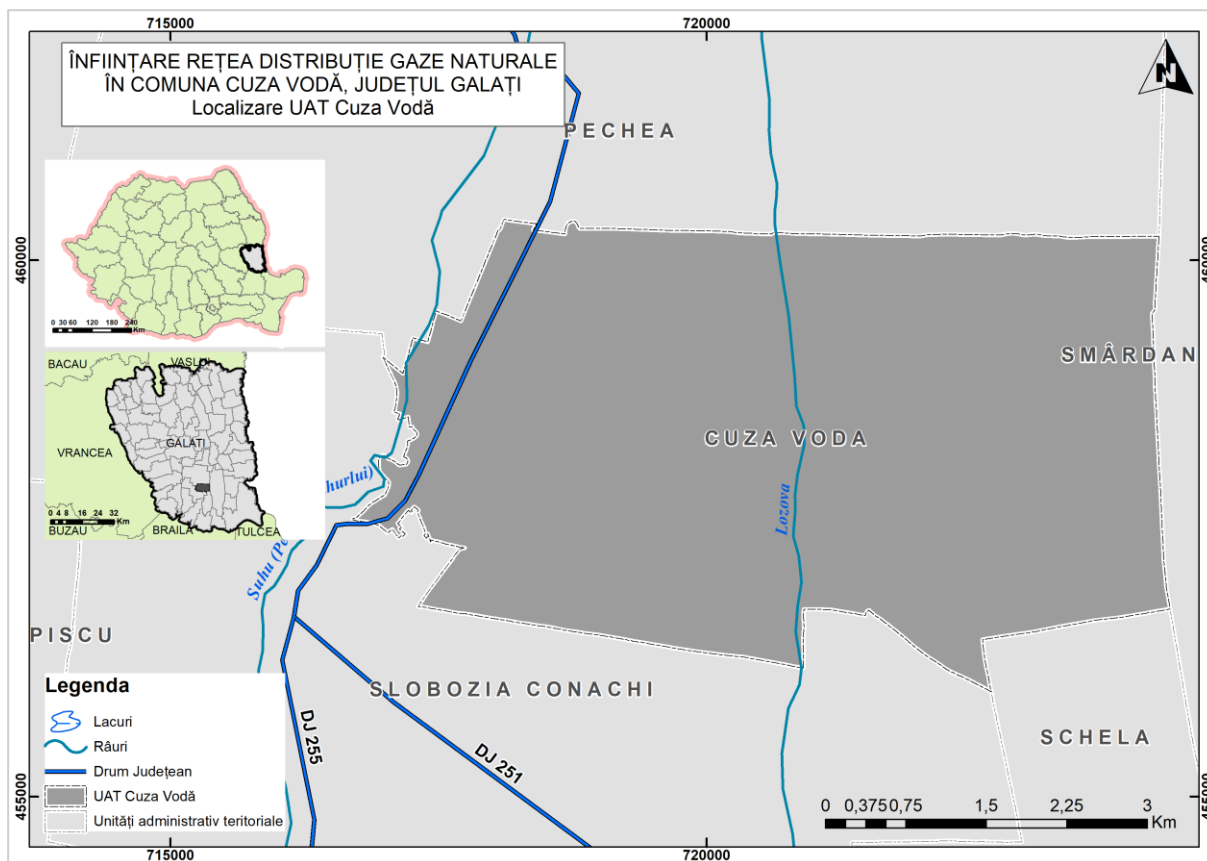 715000
720000
ÎNFIINȚARE REȚEA DISTRIBUȚIE GAZE NATURALE
ÎN COMUNA CUZA VODĂ, JUDEȚUL GALAȚI
Localizare UAT Cuza Vodă
N
PECHEA
460000
460000
0 30 60 120 180 240
Km
SMÂRDAN
BACAU
VASLUI
VRANCEA
GALATI
0 4 8 16 24 32
Km
BUZAU
BRAILA
TULCEA
CUZA VODA
Suhu (Pe
hurlui)
Lozova
PISCU
SLOBOZIA CONACHI
SCHELA
DJ 255
DJ 251
Legenda
Lacuri
Râuri
Drum Județean
UAT Cuza Vodă
Unități administrativ teritoriale
0 0,375 0,75 1,5 2,25 3
Km
455000
455000
715000
720000